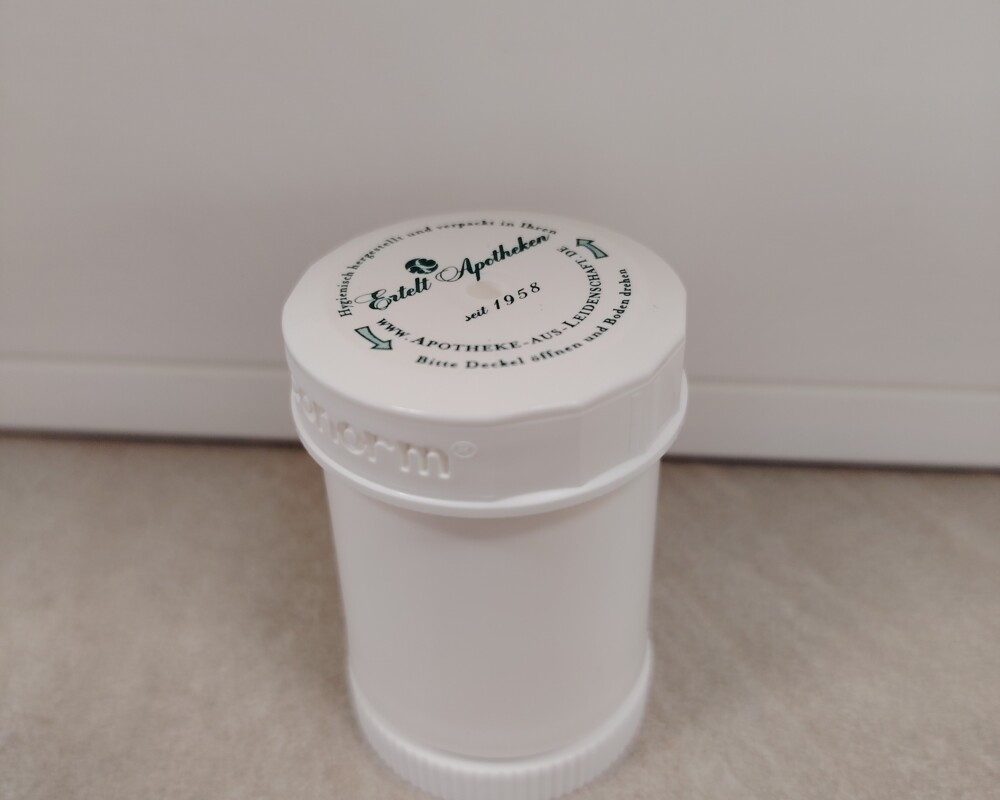 Hygienisch hergestellt und verpackt in Ihren
Ertelt Apotheken
seit 1958
www.Apotheke-aus-Leidenschaft.de
Bitte Deckel öffnen und Boden drehen
onorm®